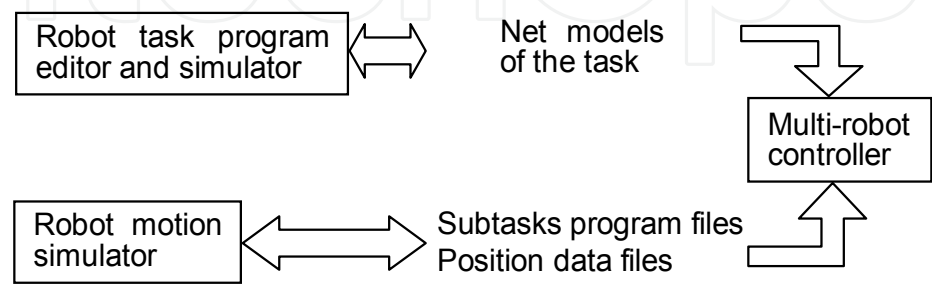 Robot task program
editor and simulator
Net models
of the task
Multi-robot
controller
Robot motion
simulator
Subtasks program files
Position data files